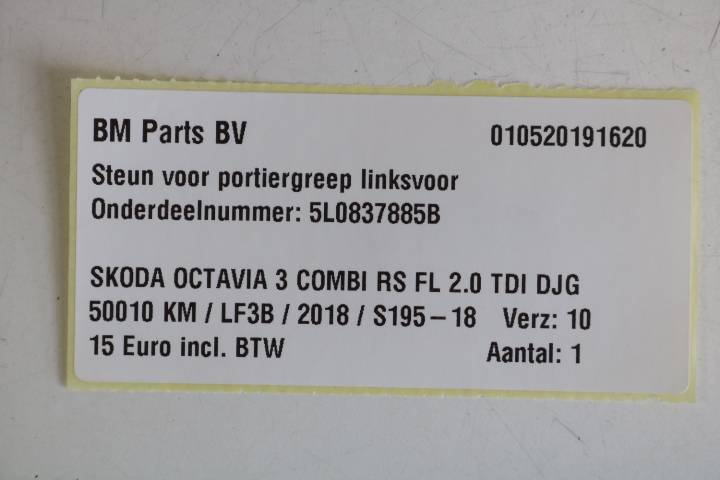 BM Parts BV 010520191620
Steun voor portiergreep linksvoor
Onderdeelnummer: 5L0837885B
SKODA OCTAVIA 3 COMBI RS FL 2.0 TDI DJG
50010 KM / LF3B / 2018 / S195-18 Verz: 10
15 Euro incl. BTW Aantal: 1